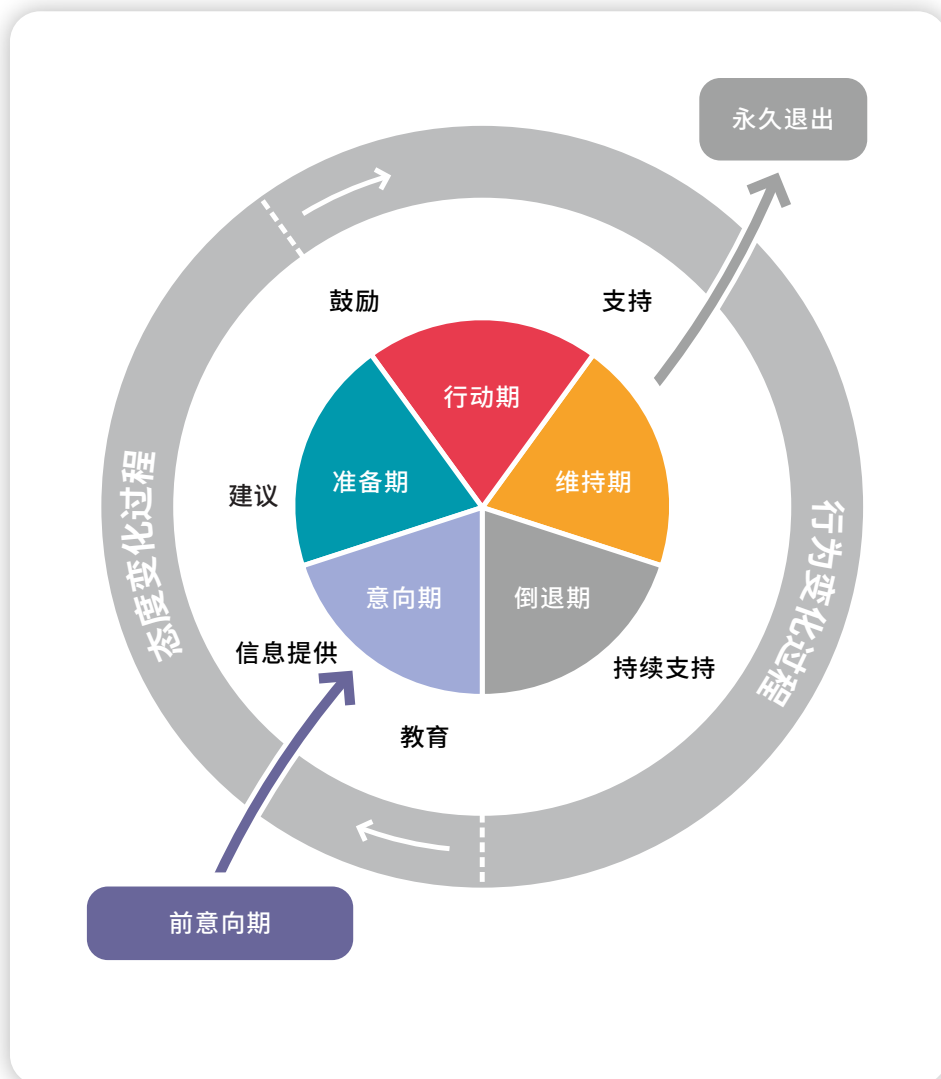 永久退出
鼓励
支持
行动期
准备期
维持期
建议
态度变化过程
行为变化过程
意向期
倒退期
信息提供
持续支持
教育
前意向期